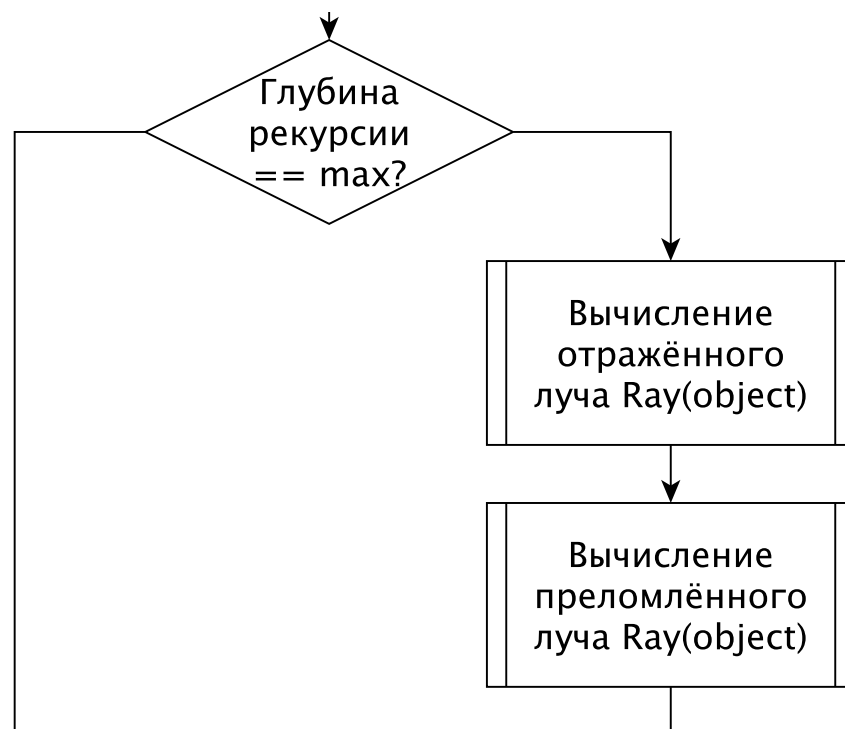 Глубина
рекурсии
== max?
Вычисление
отражённого
луча Ray(object)
Вычисление
преломлённого
луча Ray(object)